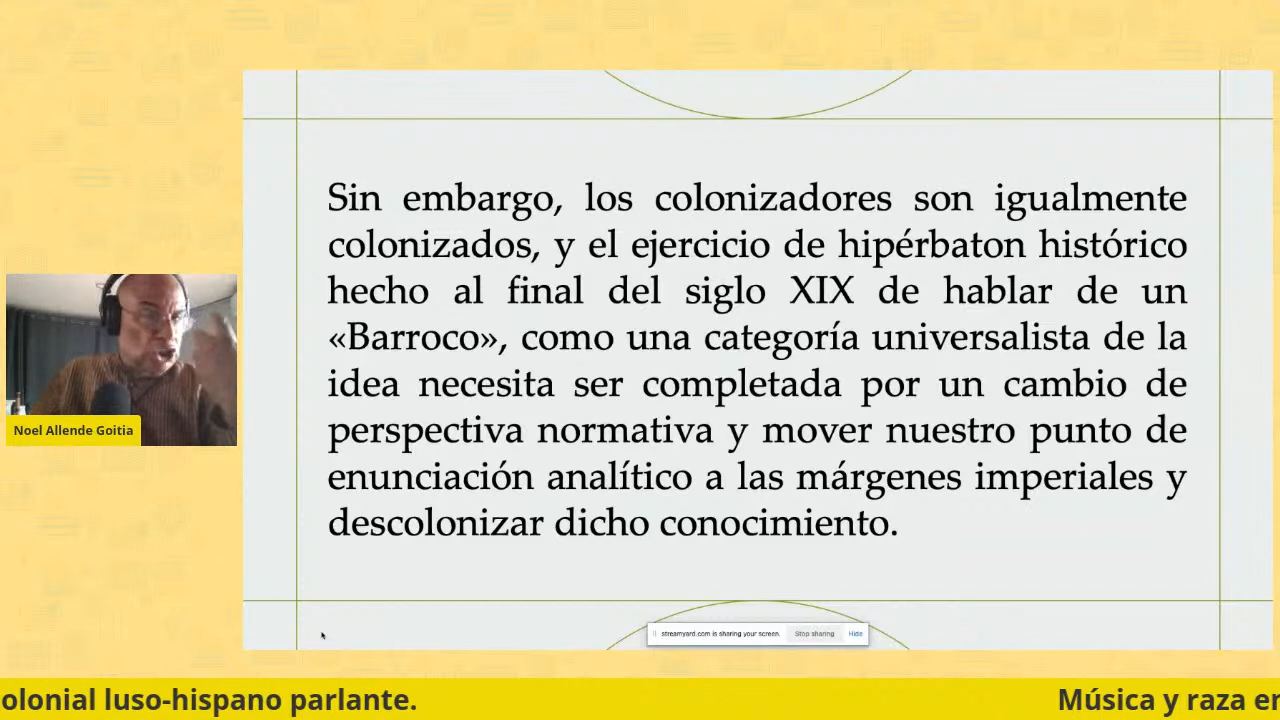 Sin embargo, los colonizadores son igualmente
colonizados, y el ejercicio de hipérbaton histórico
hecho al final del siglo XIX de hablar de un
«Barroco», como una categoría universalista de la
idea necesita ser completada por un cambio de
perspectiva normativa y mover nuestro punto de
enunciación analítico a las márgenes imperiales y
descolonizar dicho conocimiento.
Noel Allende Goitia
streamyard.com is sharing your screen. Stop sharing Hide
olonial luso-hispano parlante. Música y raza en